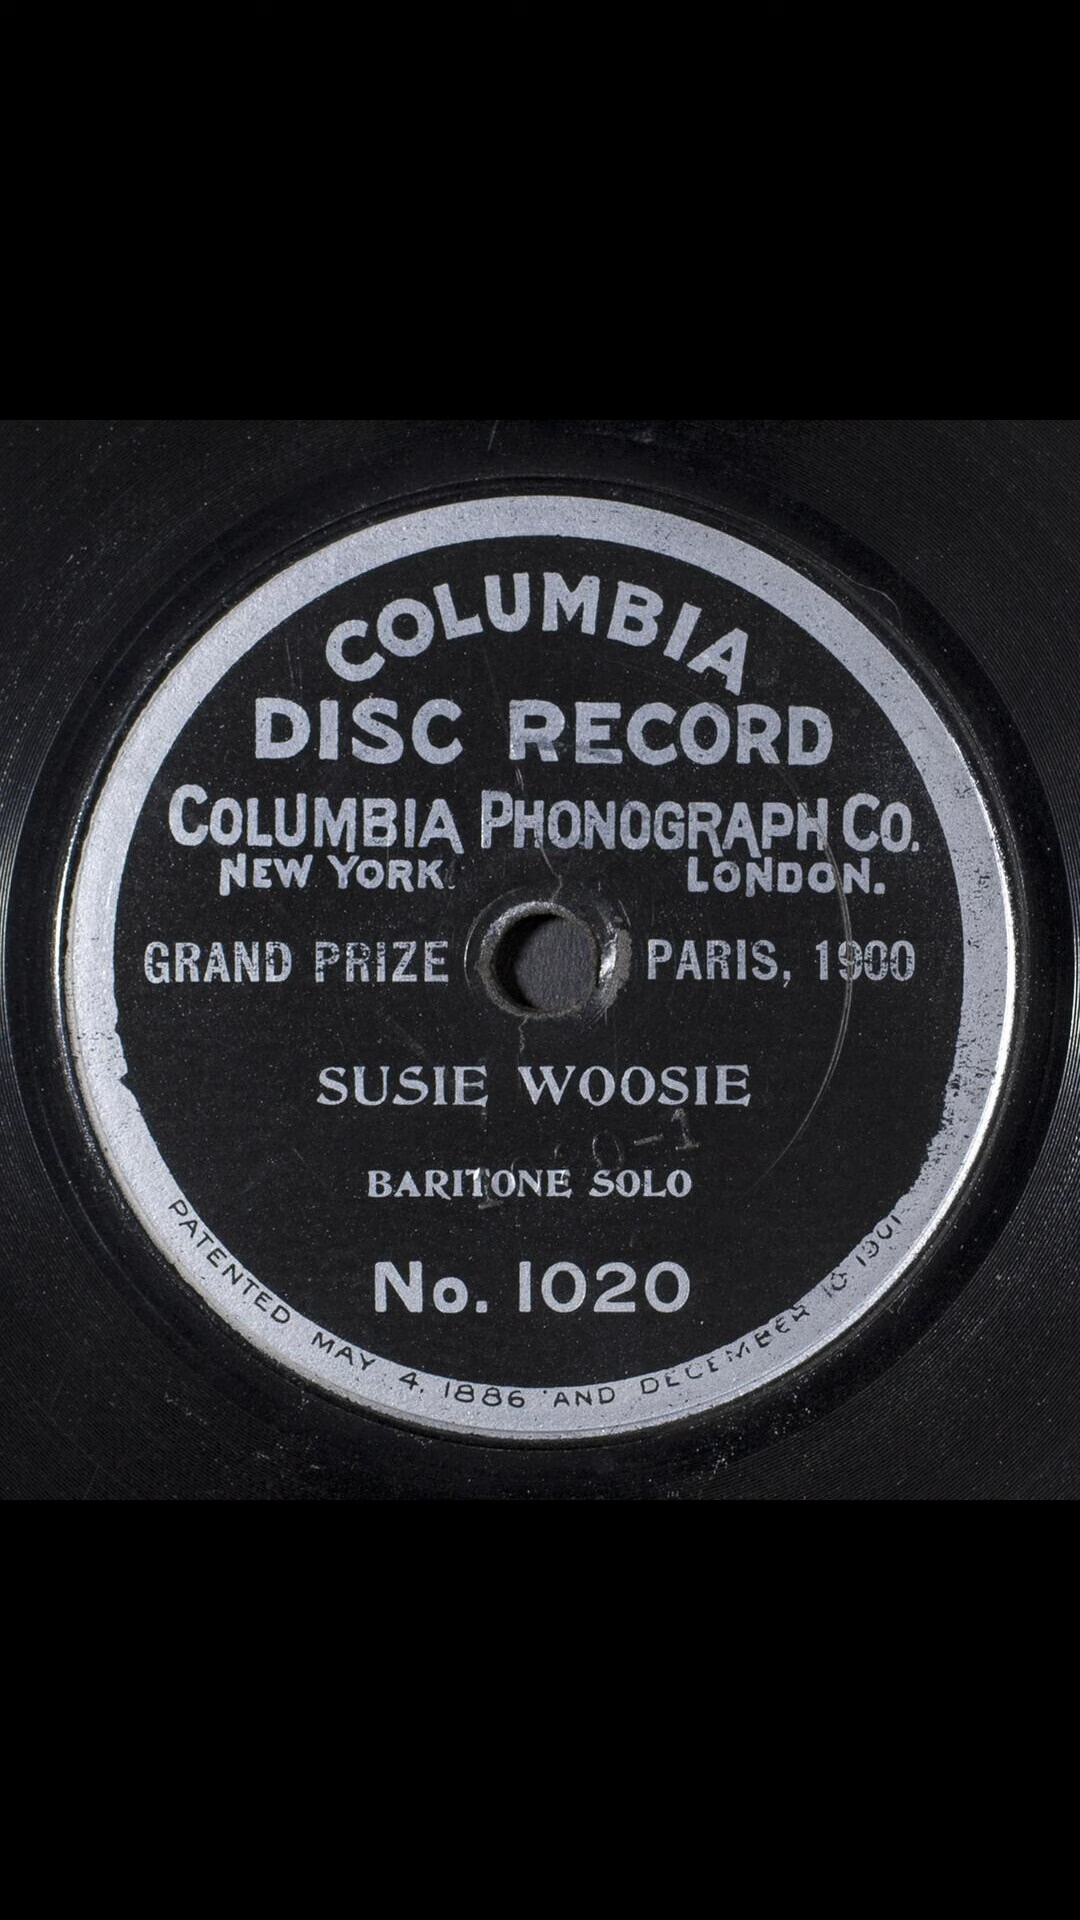 COLUMBIA
DISC RECORD
COLUMBIA PHONOGRAPH CO.
NEW YORK. LONDON.
GRAND PRIZE PARIS, 1900
SUSIE WOOSIE
BARITONE SOLO
No. 1020
PATENTED MAY 4, 1886 AND DECEMBER 10 1901